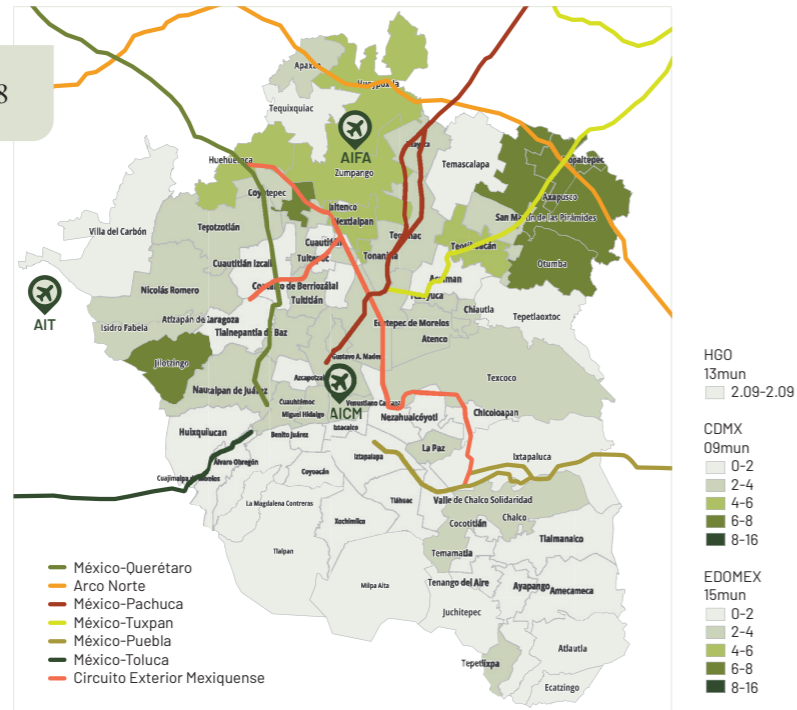 8
Apaxco
Hueypoxtla
Tequixquiac
AIFA
Zumpango
Huehuetoca
Temascalapa
Axapusco
Coyotepec
Jaltenco
Nextlalpan
Villa del Carbón
Tepotzotlán
San Martín de las Pirámides
Teotihuacán
Otumba
Cuautitlán
Tultepec
Tonanitla
Cuautitlán Izcalli
Coacalco de Berriozábal
Tultitlán
Nicolás Romero
AIT
Chiautla
Tepetlaoxtoc
Isidro Fabela
Atizapán de Zaragoza
Tlalnepantla de Baz
Ecatepec de Morelos
Atenco
Jilotzingo
Gustavo A. Madero
Texcoco
Azcapotzalco
Naucalpan de Juárez
Cuauhtémoc
AICM
Venustiano Carranza
Miguel Hidalgo
Nezahualcóyotl
Chicoloapan
Huixquilucan
Benito Juárez
Iztacalco
La Paz
Iztapalapa
Ixtapaluca
Álvaro Obregón
Coyoacán
Cuajimalpa de Morelos
La Magdalena Contreras
Tláhuac
Valle de Chalco Solidaridad
Xochimilco
Cocotitlán
Chalco
Tlalmanalco
Tlalpan
Temamatla
Milpa Alta
Tenango del Aire
Ayapango
Amecameca
Juchitepec
Atlautla
Tepetlixpa
Ecatzingo
México-Querétaro
Arco Norte
México-Pachuca
México-Tuxpan
México-Puebla
México-Toluca
Circuito Exterior Mexiquense
HGO
13mun
2.09-2.09
CDMX
09mun
0-2
2-4
4-6
6-8
8-16
EDOMEX
15mun
0-2
2-4
4-6
6-8
8-16